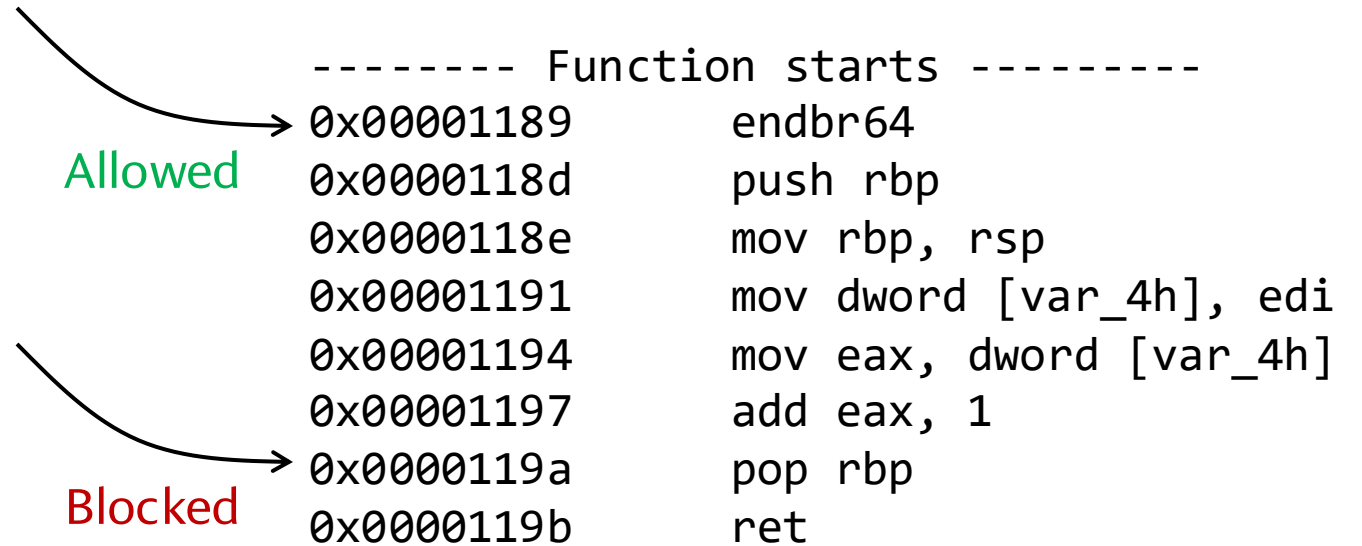 -------- Function starts ---------
0x00001189 endbr64
Allowed
0x0000118d push rbp
0x0000118e mov rbp, rsp
0x00001191 mov dword [var_4h], edi
0x00001194 mov eax, dword [var_4h]
0x00001197 add eax, 1
0x0000119a pop rbp
Blocked
0x0000119b ret